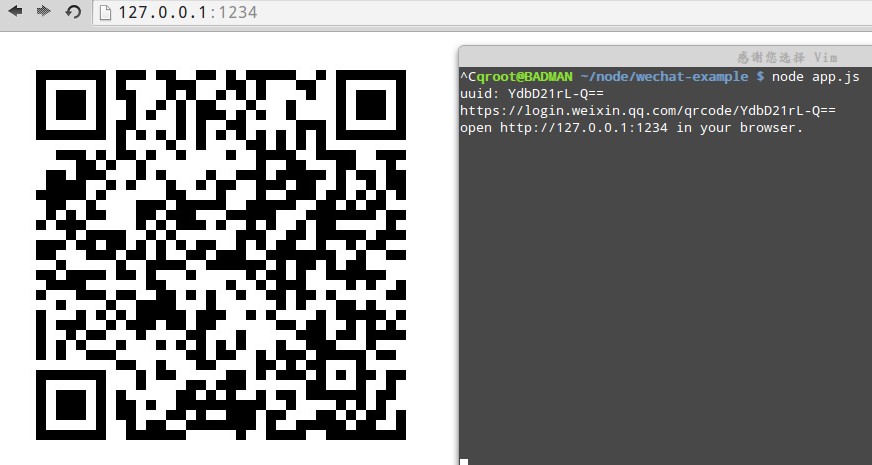 127.0.0.1:1234
感谢您选择 Vim
^Cqroot@BADMAN ~/node/wechat-example $ node app.js
uuid: YdbD21rL-Q==
https://login.weixin.qq.com/qrcode/YdbD21rL-Q==
open http://127.0.0.1:1234 in your browser.